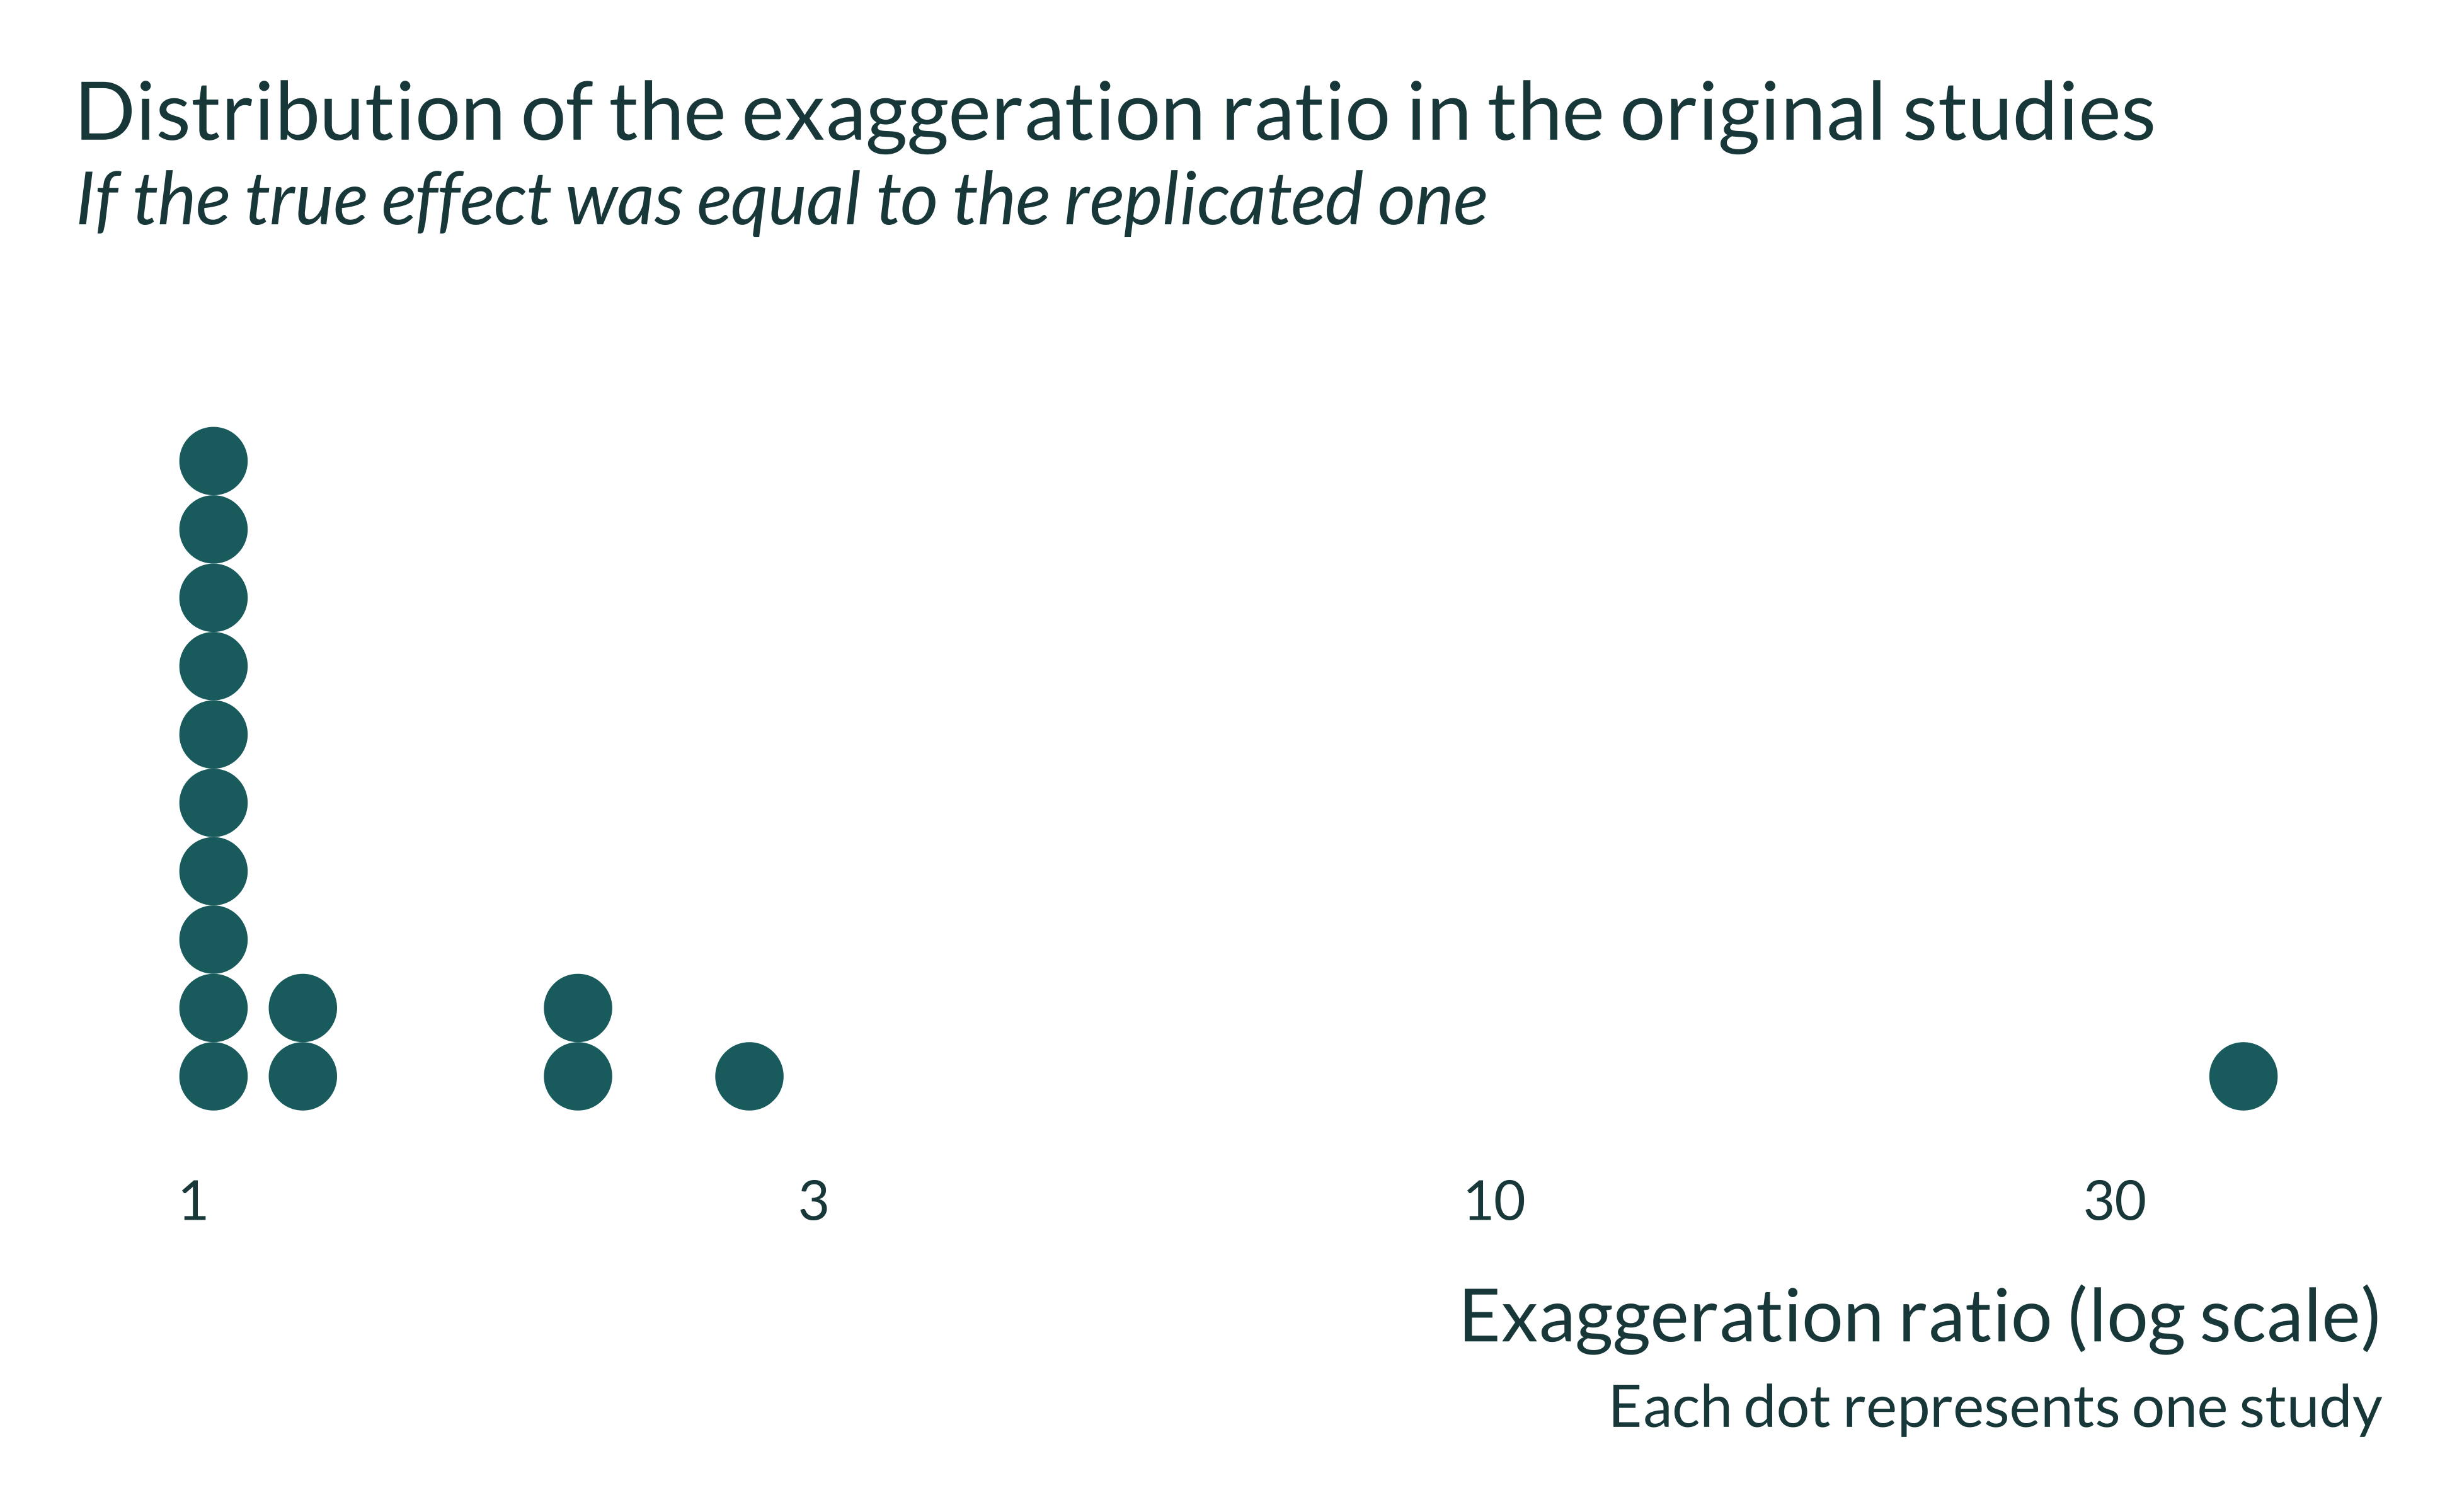 Distribution of the exaggeration ratio in the original studies
If the true effect was equal to the replicated one
1 3 10 30
Exaggeration ratio (log scale)
Each dot represents one study